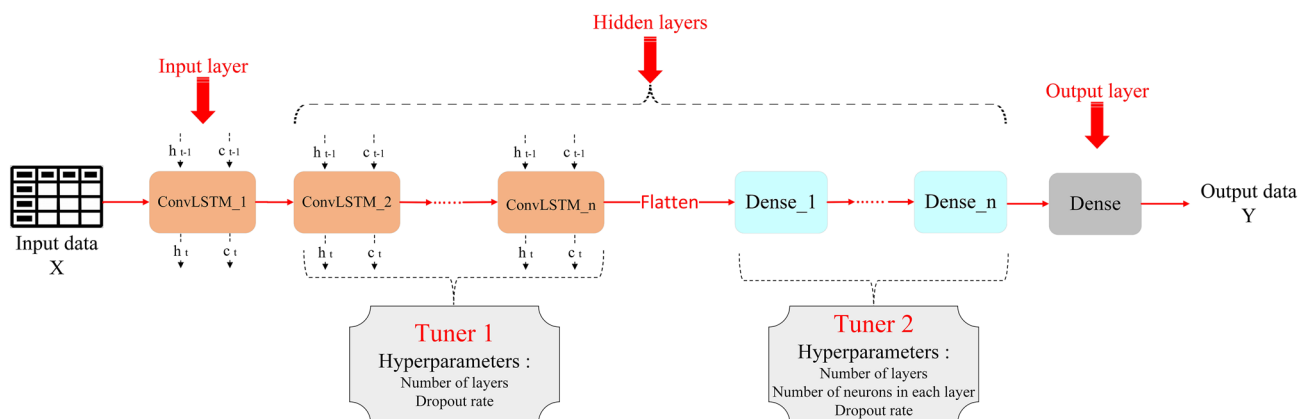 Hidden layers
Input layer
Output layer
h t-1
c t-1
h t-1
c t-1
h t-1
c t-1
ConvLSTM_1
ConvLSTM_2
ConvLSTM_n
Flatten
Dense_1
Dense_n
Dense
Output data
Y
Input data
X
h t
c t
h t
c t
h t
c t
Tuner 1
Hyperparameters :
Number of layers
Dropout rate
Tuner 2
Hyperparameters :
Number of layers
Number of neurons in each layer
Dropout rate